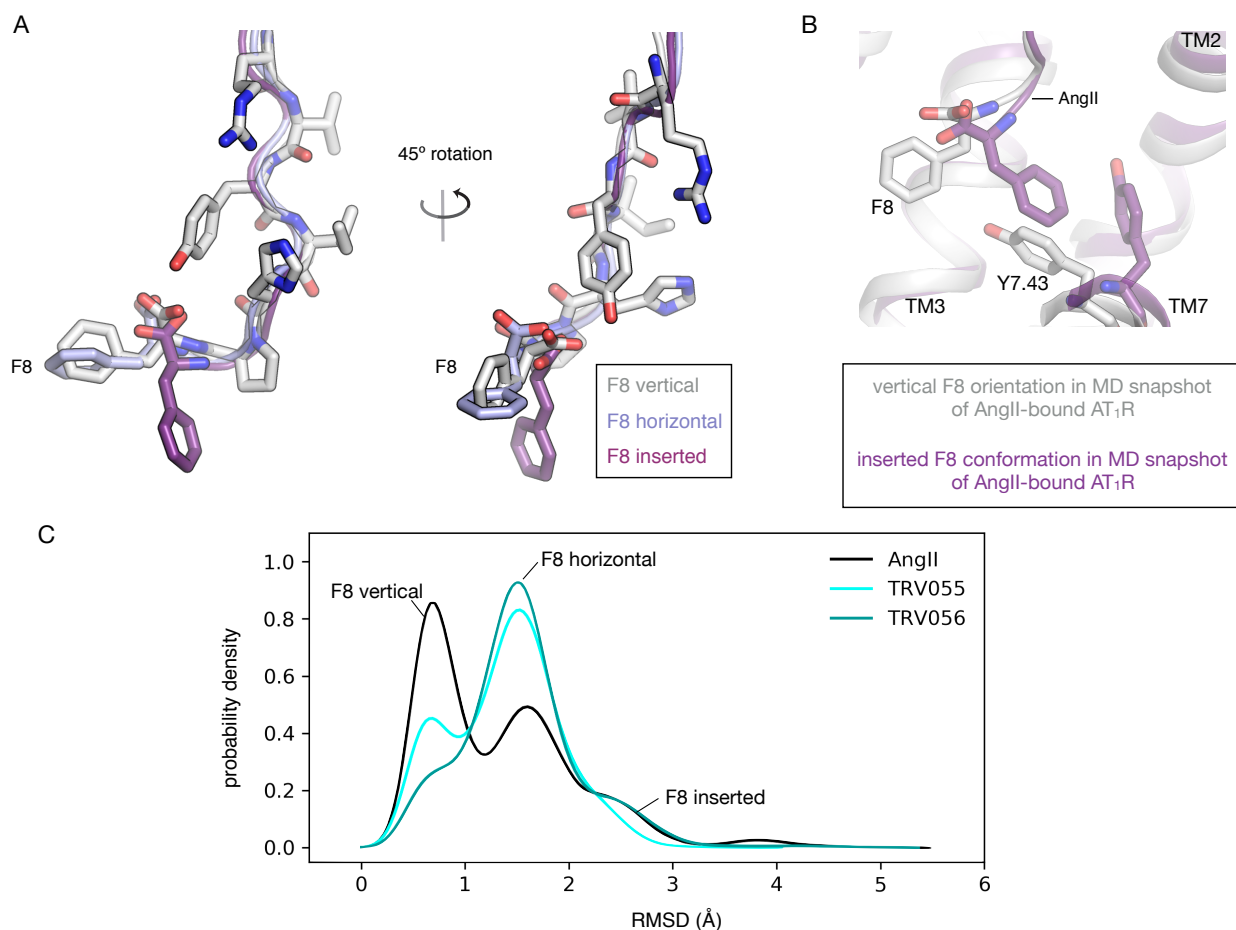 A
45º rotation
F8
F8
F8 vertical
F8 horizontal
F8 inserted
B
TM2
AngII
F8
Y7.43
TM3
TM7
vertical F8 orientation in MD snapshot
of AngII-bound AT₁R
inserted F8 conformation in MD snapshot
of AngII-bound AT₁R
C
F8 vertical
F8 horizontal
F8 inserted
AngII
TRV055
TRV056
probability density
1.0
0.8
0.6
0.4
0.2
0.0
0
1
2
3
4
5
6
RMSD (Å)